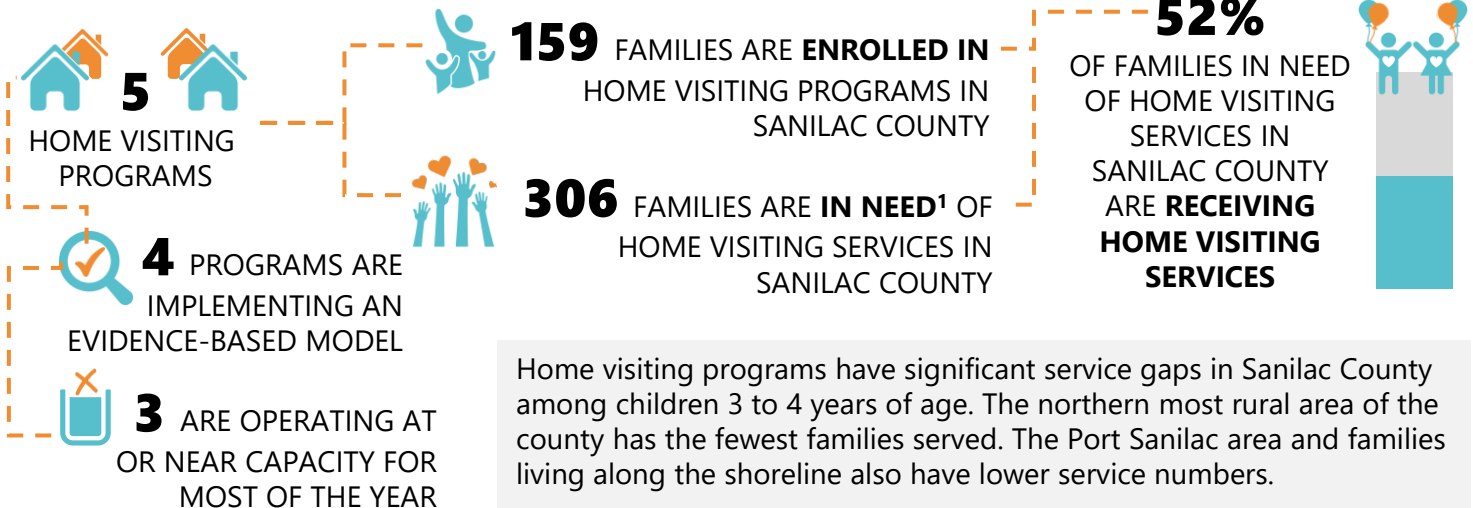 5
HOME VISITING
PROGRAMS
4 PROGRAMS ARE
IMPLEMENTING AN
EVIDENCE-BASED MODEL
3 ARE OPERATING AT
OR NEAR CAPACITY FOR
MOST OF THE YEAR
159 FAMILIES ARE ENROLLED IN
HOME VISITING PROGRAMS IN
SANILAC COUNTY
306 FAMILIES ARE IN NEED¹ OF
HOME VISITING SERVICES IN
SANILAC COUNTY
52%
OF FAMILIES IN NEED
OF HOME VISITING
SERVICES IN
SANILAC COUNTY
ARE RECEIVING
HOME VISITING
SERVICES
Home visiting programs have significant service gaps in Sanilac County
among children 3 to 4 years of age. The northern most rural area of the
county has the fewest families served. The Port Sanilac area and families
living along the shoreline also have lower service numbers.